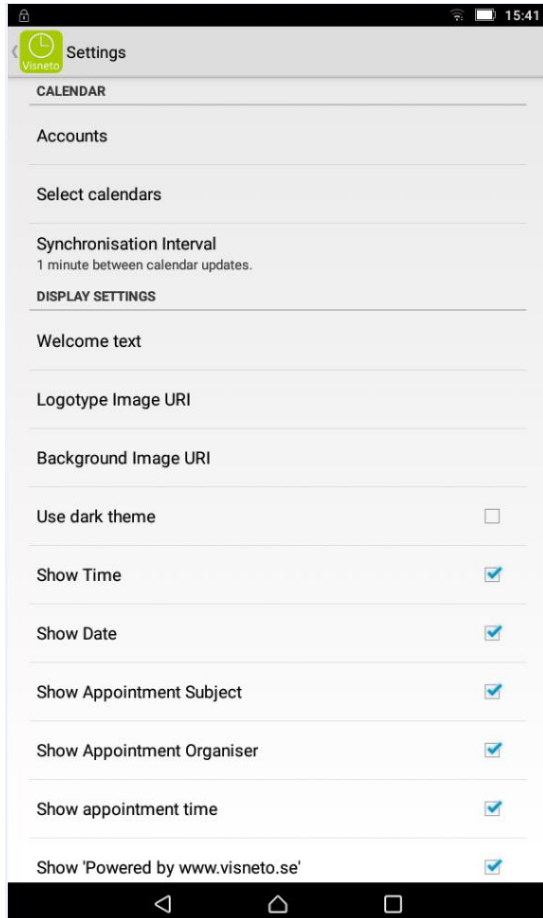 15:41
Visneto
Settings
CALENDAR
Accounts
Select calendars
Synchronisation Interval
1 minute between calendar updates.
DISPLAY SETTINGS
Welcome text
Logotype Image URI
Background Image URI
Use dark theme
Show Time
Show Date
Show Appointment Subject
Show Appointment Organiser
Show appointment time
Show 'Powered by www.visneto.se'